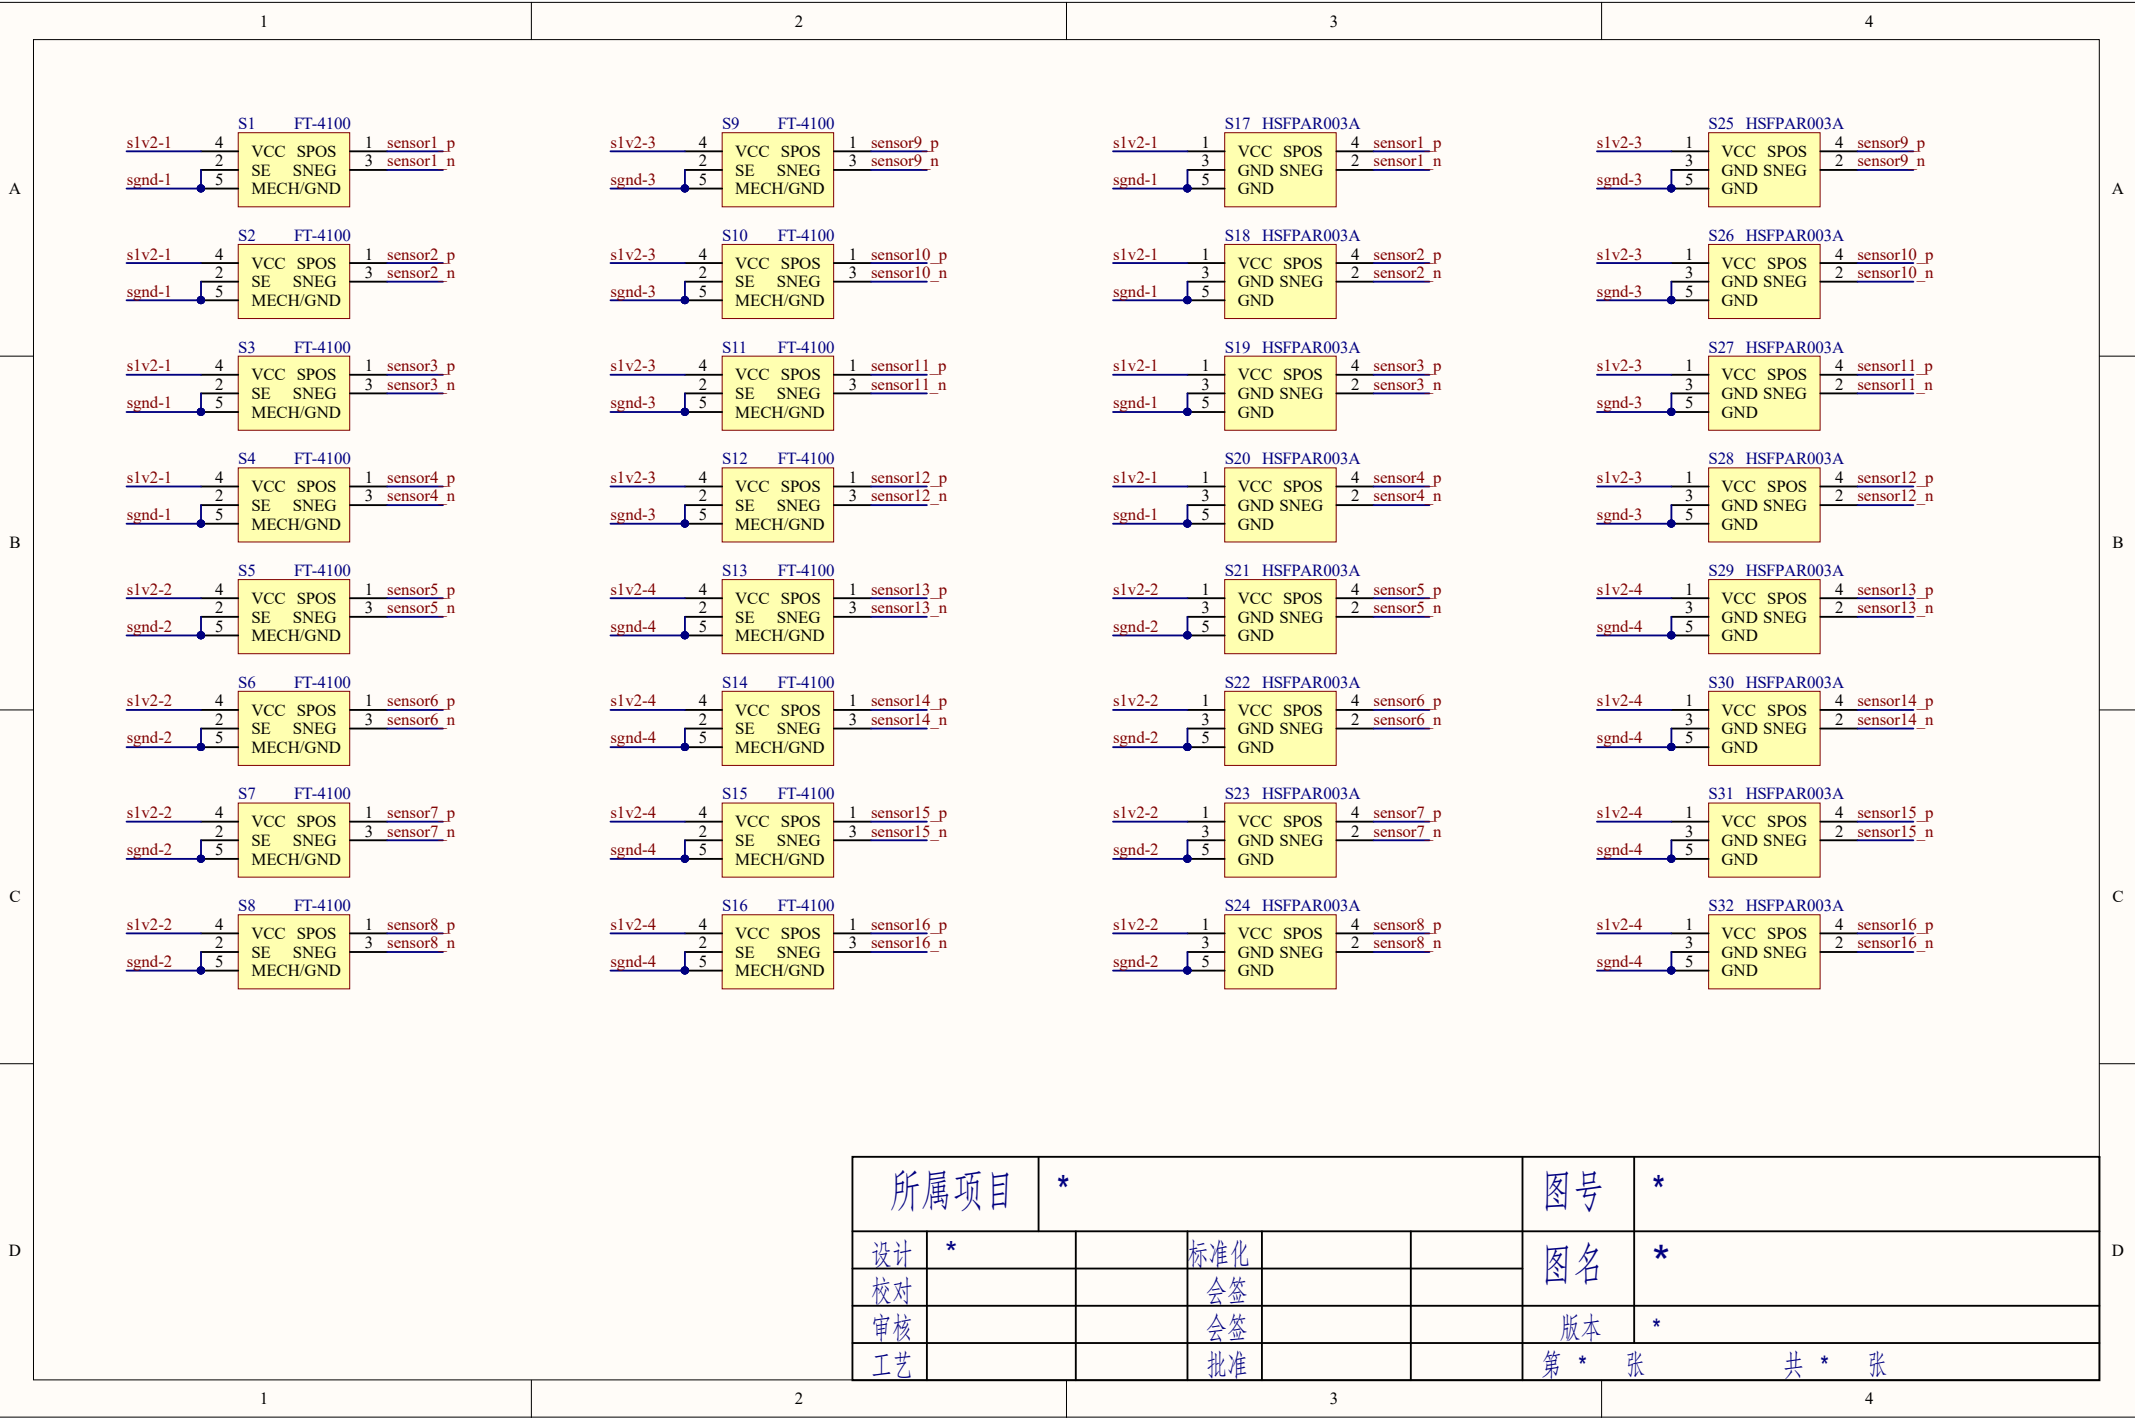 1 2 3 4
S1 FT-4100 S9 FT-4100 S17 HSFPAR003A S25 HSFPAR003A
s1v2-1 4 VCC SPOS 1 sensor1_p s1v2-3 4 VCC SPOS 1 sensor9_p s1v2-1 1 VCC SPOS 4 sensor1_p s1v2-3 1 VCC SPOS 4 sensor9_p
2 SE SNEG 3 sensor1_n 2 SE SNEG 3 sensor9_n 3 GND SNEG 2 sensor1_n 3 GND SNEG 2 sensor9_n
A sgnd-1 5 MECH/GND sgnd-3 5 MECH/GND sgnd-1 5 GND sgnd-3 5 GND A
S2 FT-4100 S10 FT-4100 S18 HSFPAR003A S26 HSFPAR003A
s1v2-1 4 VCC SPOS 1 sensor2_p s1v2-3 4 VCC SPOS 1 sensor10_p s1v2-1 1 VCC SPOS 4 sensor2_p s1v2-3 1 VCC SPOS 4 sensor10_p
2 SE SNEG 3 sensor2_n 2 SE SNEG 3 sensor10_n 3 GND SNEG 2 sensor2_n 3 GND SNEG 2 sensor10_n
sgnd-1 5 MECH/GND sgnd-3 5 MECH/GND sgnd-1 5 GND sgnd-3 5 GND
S3 FT-4100 S11 FT-4100 S19 HSFPAR003A S27 HSFPAR003A
s1v2-1 4 VCC SPOS 1 sensor3_p s1v2-3 4 VCC SPOS 1 sensor11_p s1v2-1 1 VCC SPOS 4 sensor3_p s1v2-3 1 VCC SPOS 4 sensor11_p
2 SE SNEG 3 sensor3_n 2 SE SNEG 3 sensor11_n 3 GND SNEG 2 sensor3_n 3 GND SNEG 2 sensor11_n
sgnd-1 5 MECH/GND sgnd-3 5 MECH/GND sgnd-1 5 GND sgnd-3 5 GND
S4 FT-4100 S12 FT-4100 S20 HSFPAR003A S28 HSFPAR003A
s1v2-1 4 VCC SPOS 1 sensor4_p s1v2-3 4 VCC SPOS 1 sensor12_p s1v2-1 1 VCC SPOS 4 sensor4_p s1v2-3 1 VCC SPOS 4 sensor12_p
2 SE SNEG 3 sensor4_n 2 SE SNEG 3 sensor12_n 3 GND SNEG 2 sensor4_n 3 GND SNEG 2 sensor12_n
sgnd-1 5 MECH/GND sgnd-3 5 MECH/GND sgnd-1 5 GND sgnd-3 5 GND
B B
S5 FT-4100 S13 FT-4100 S21 HSFPAR003A S29 HSFPAR003A
s1v2-2 4 VCC SPOS 1 sensor5_p s1v2-4 4 VCC SPOS 1 sensor13_p s1v2-2 1 VCC SPOS 4 sensor5_p s1v2-4 1 VCC SPOS 4 sensor13_p
2 SE SNEG 3 sensor5_n 2 SE SNEG 3 sensor13_n 3 GND SNEG 2 sensor5_n 3 GND SNEG 2 sensor13_n
sgnd-2 5 MECH/GND sgnd-4 5 MECH/GND sgnd-2 5 GND sgnd-4 5 GND
S6 FT-4100 S14 FT-4100 S22 HSFPAR003A S30 HSFPAR003A
s1v2-2 4 VCC SPOS 1 sensor6_p s1v2-4 4 VCC SPOS 1 sensor14_p s1v2-2 1 VCC SPOS 4 sensor6_p s1v2-4 1 VCC SPOS 4 sensor14_p
2 SE SNEG 3 sensor6_n 2 SE SNEG 3 sensor14_n 3 GND SNEG 2 sensor6_n 3 GND SNEG 2 sensor14_n
sgnd-2 5 MECH/GND sgnd-4 5 MECH/GND sgnd-2 5 GND sgnd-4 5 GND
S7 FT-4100 S15 FT-4100 S23 HSFPAR003A S31 HSFPAR003A
s1v2-2 4 VCC SPOS 1 sensor7_p s1v2-4 4 VCC SPOS 1 sensor15_p s1v2-2 1 VCC SPOS 4 sensor7_p s1v2-4 1 VCC SPOS 4 sensor15_p
2 SE SNEG 3 sensor7_n 2 SE SNEG 3 sensor15_n 3 GND SNEG 2 sensor7_n 3 GND SNEG 2 sensor15_n
sgnd-2 5 MECH/GND sgnd-4 5 MECH/GND sgnd-2 5 GND sgnd-4 5 GND
C C
S8 FT-4100 S16 FT-4100 S24 HSFPAR003A S32 HSFPAR003A
s1v2-2 4 VCC SPOS 1 sensor8_p s1v2-4 4 VCC SPOS 1 sensor16_p s1v2-2 1 VCC SPOS 4 sensor8_p s1v2-4 1 VCC SPOS 4 sensor16_p
2 SE SNEG 3 sensor8_n 2 SE SNEG 3 sensor16_n 3 GND SNEG 2 sensor8_n 3 GND SNEG 2 sensor16_n
sgnd-2 5 MECH/GND sgnd-4 5 MECH/GND sgnd-2 5 GND sgnd-4 5 GND
所属项目 * 图号 *
D 设计 * 标准化 图名 * D
校对 会签
审核 会签 版本 *
工艺 批准 第 * 张 共 * 张
1 2 3 4